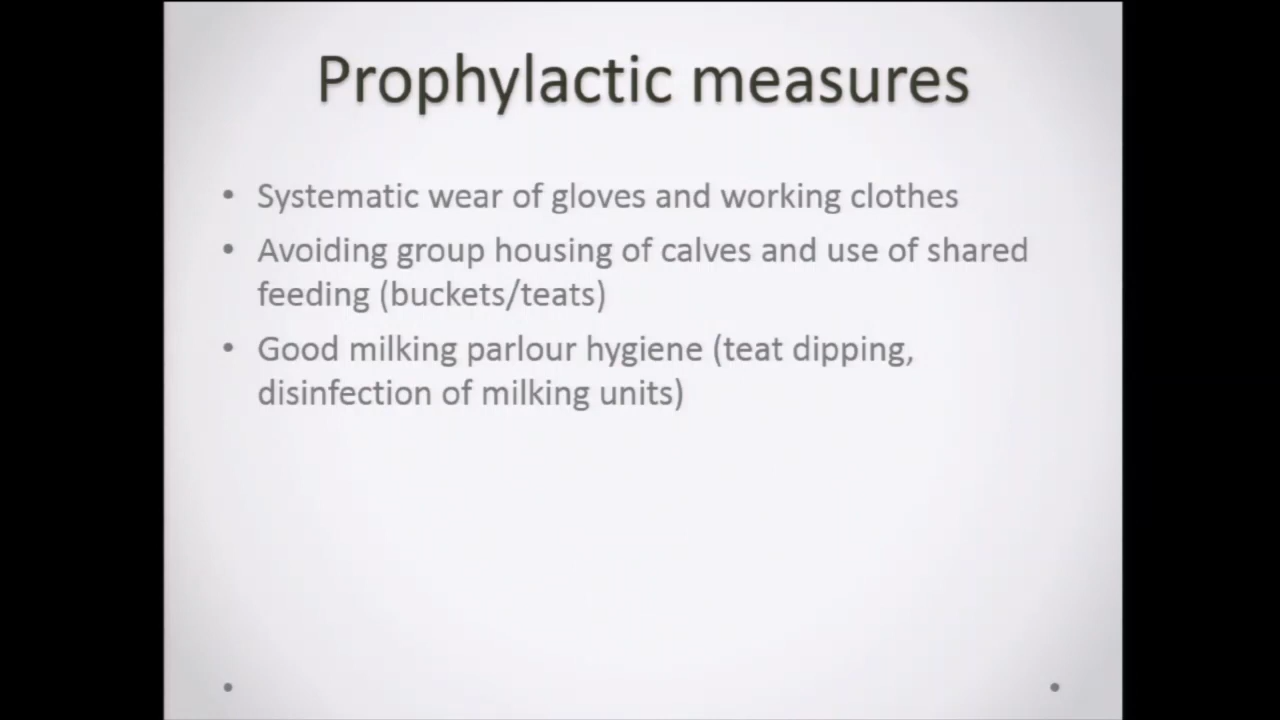 Prophylactic measures
• Systematic wear of gloves and working clothes
• Avoiding group housing of calves and use of shared
feeding (buckets/teats)
• Good milking parlour hygiene (teat dipping,
disinfection of milking units)